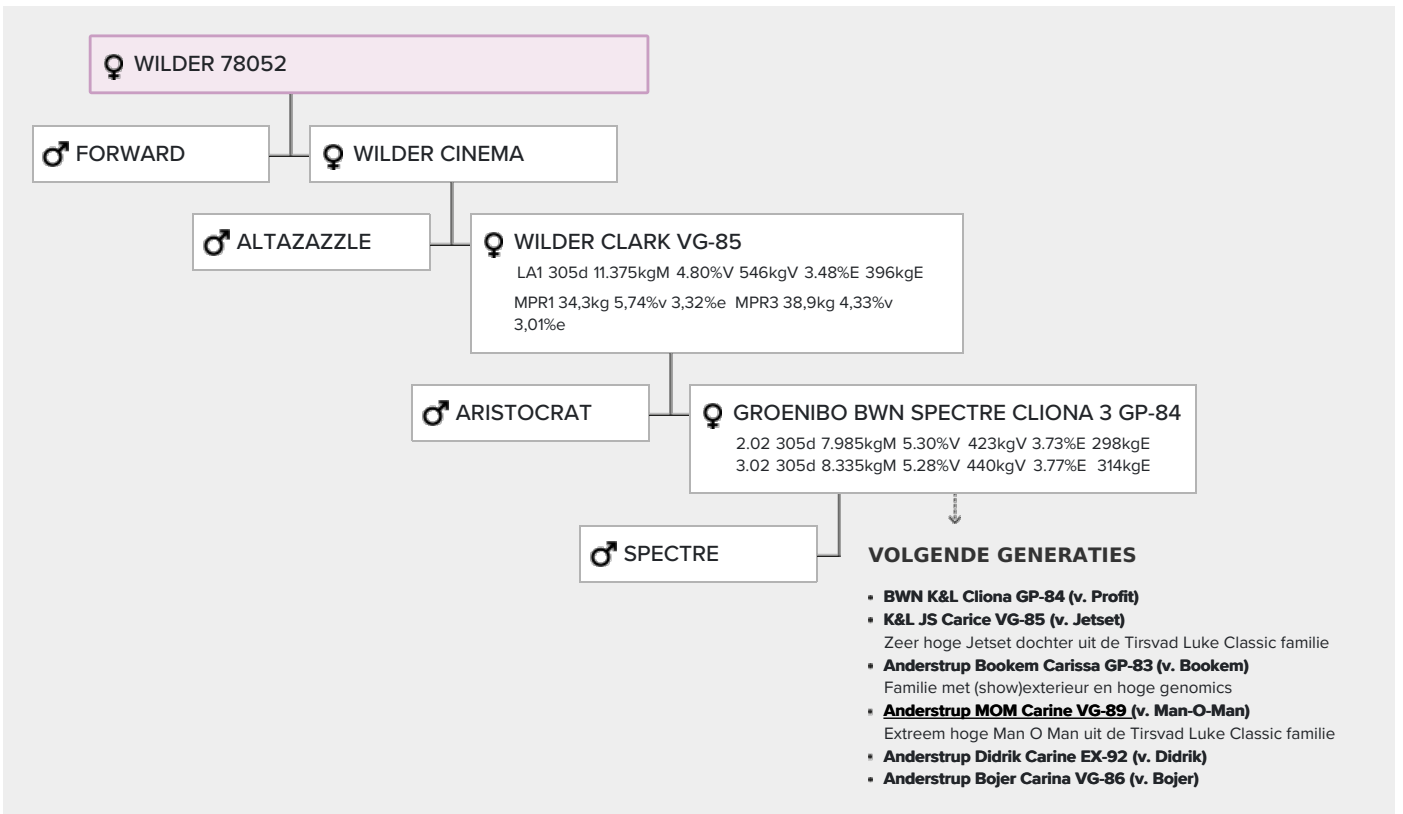 WILDER 78052
FORWARD
WILDER CINEMA
ALTAZAZZLE
WILDER CLARK VG-85
LA1 305d 11.375kgM 4.80%V 546kgV 3.48%E 396kgE
MPR1 34,3kg 5,74%v 3,32%e MPR3 38,9kg 4,33%v
3,01%e
ARISTOCRAT
GROENIBO BWN SPECTRE CLIONA 3 GP-84
2.02 305d 7.985kgM 5.30%V 423kgV 3.73%E 298kgE
3.02 305d 8.335kgM 5.28%V 440kgV 3.77%E 314kgE
SPECTRE
VOLGENDE GENERATIES
• BWN K&L Cliona GP-84 (v. Profit)
• K&L JS Carice VG-85 (v. Jetset)
Zeer hoge Jetset dochter uit de Tirsvad Luke Classic familie
• Anderstrup Bookem Carissa GP-83 (v. Bookem)
Familie met (show)exterieur en hoge genomics
• Anderstrup MOM Carine VG-89 (v. Man-O-Man)
Extreem hoge Man O Man uit de Tirsvad Luke Classic familie
• Anderstrup Didrik Carine EX-92 (v. Didrik)
• Anderstrup Bojer Carina VG-86 (v. Bojer)